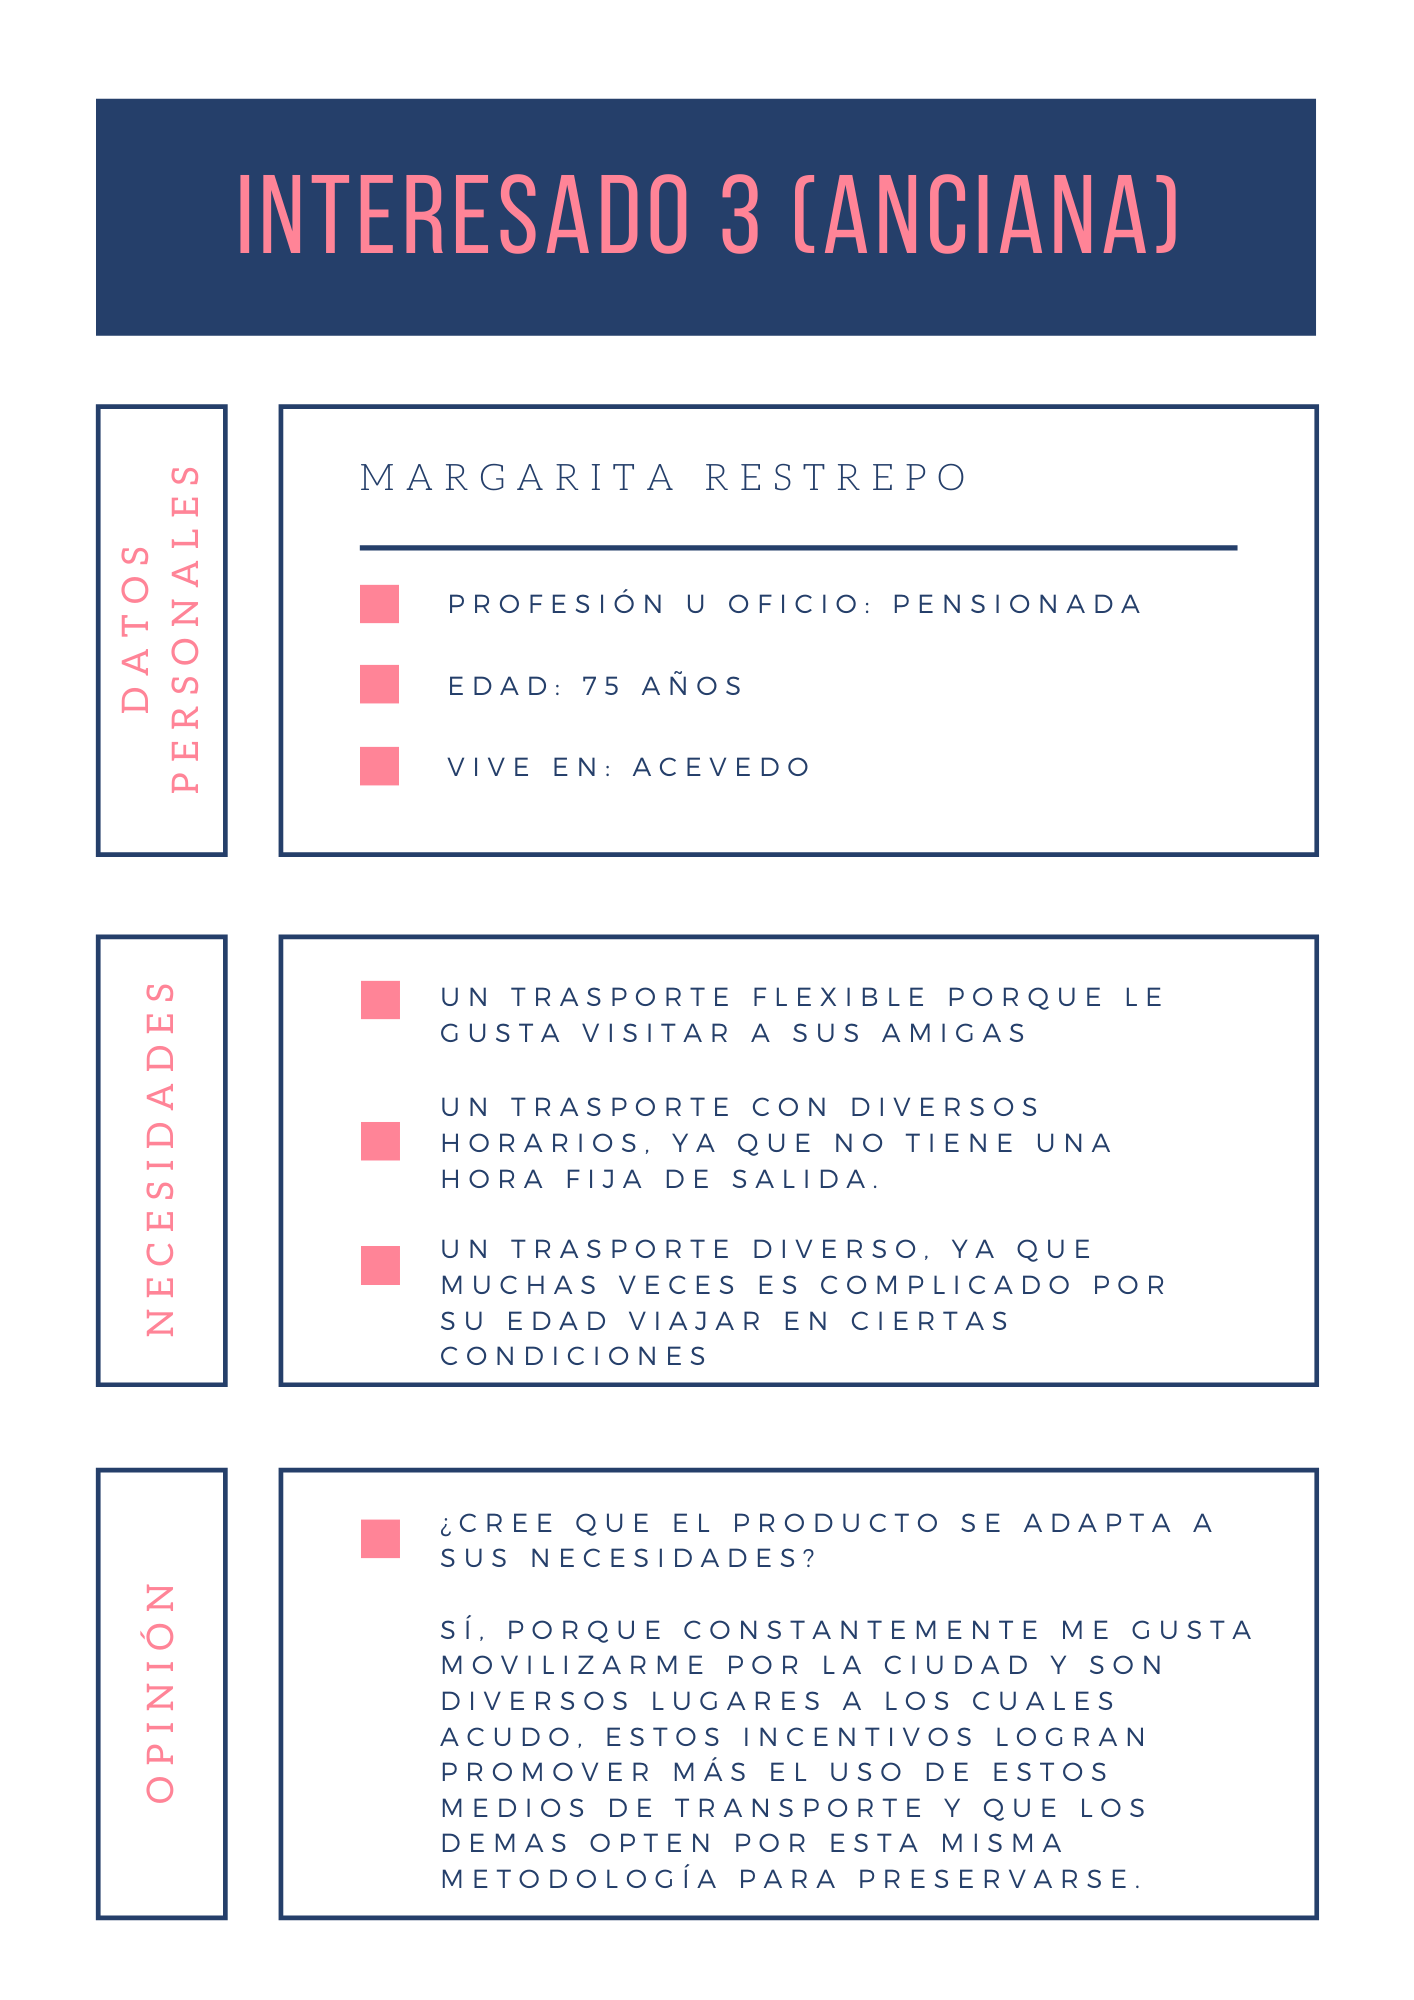 INTERESADO 3 (ANCIANA)
DATOS
PERSONALES
MARGARITA RESTREPO
PROFESIÓN U OFICIO: PENSIONADA
EDAD: 75 AÑOS
VIVE EN: ACEVEDO
NECESIDADES
UN TRASPORTE FLEXIBLE PORQUE LE
GUSTA VISITAR A SUS AMIGAS
UN TRASPORTE CON DIVERSOS
HORARIOS, YA QUE NO TIENE UNA
HORA FIJA DE SALIDA.
UN TRASPORTE DIVERSO, YA QUE
MUCHAS VECES ES COMPLICADO POR
SU EDAD VIAJAR EN CIERTAS
CONDICIONES
OPINIÓN
¿CREE QUE EL PRODUCTO SE ADAPTA A
SUS NECESIDADES?
SÍ, PORQUE CONSTANTEMENTE ME GUSTA
MOVILIZARME POR LA CIUDAD Y SON
DIVERSOS LUGARES A LOS CUALES
ACUDO, ESTOS INCENTIVOS LOGRAN
PROMOVER MÁS EL USO DE ESTOS
MEDIOS DE TRANSPORTE Y QUE LOS
DEMAS OPTEN POR ESTA MISMA
METODOLOGÍA PARA PRESERVARSE.